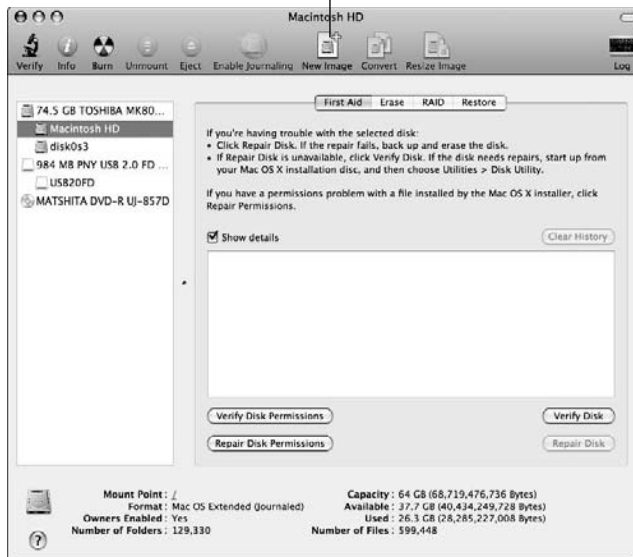 Macintosh HD
Verify Info Burn Unmount Eject Enable Journaling New Image Convert Resize Image Log
74.5 GB TOSHIBA MK80...
Macintosh HD
disk0s3
984 MB PNY USB 2.0 FD ...
USB20FD
MATSHITA DVD-R UJ-857D
First Aid Erase RAID Restore
If you're having trouble with the selected disk:
• Click Repair Disk. If the repair fails, back up and erase the disk.
• If Repair Disk is unavailable, click Verify Disk. If the disk needs repairs, start up from
your Mac OS X installation disc, and then choose Utilities > Disk Utility.
If you have a permissions problem with a file installed by the Mac OS X installer, click
Repair Permissions.
Show details
Clear History
Verify Disk Permissions
Verify Disk
Repair Disk Permissions
Repair Disk
Mount Point : / Capacity : 64 GB (68,719,476,736 Bytes)
Format : Mac OS Extended (Journaled) Available : 37.7 GB (40,434,249,728 Bytes)
Owners Enabled : Yes Used : 26.3 GB (28,285,227,008 Bytes)
Number of Folders : 129,330 Number of Files : 599,448
?